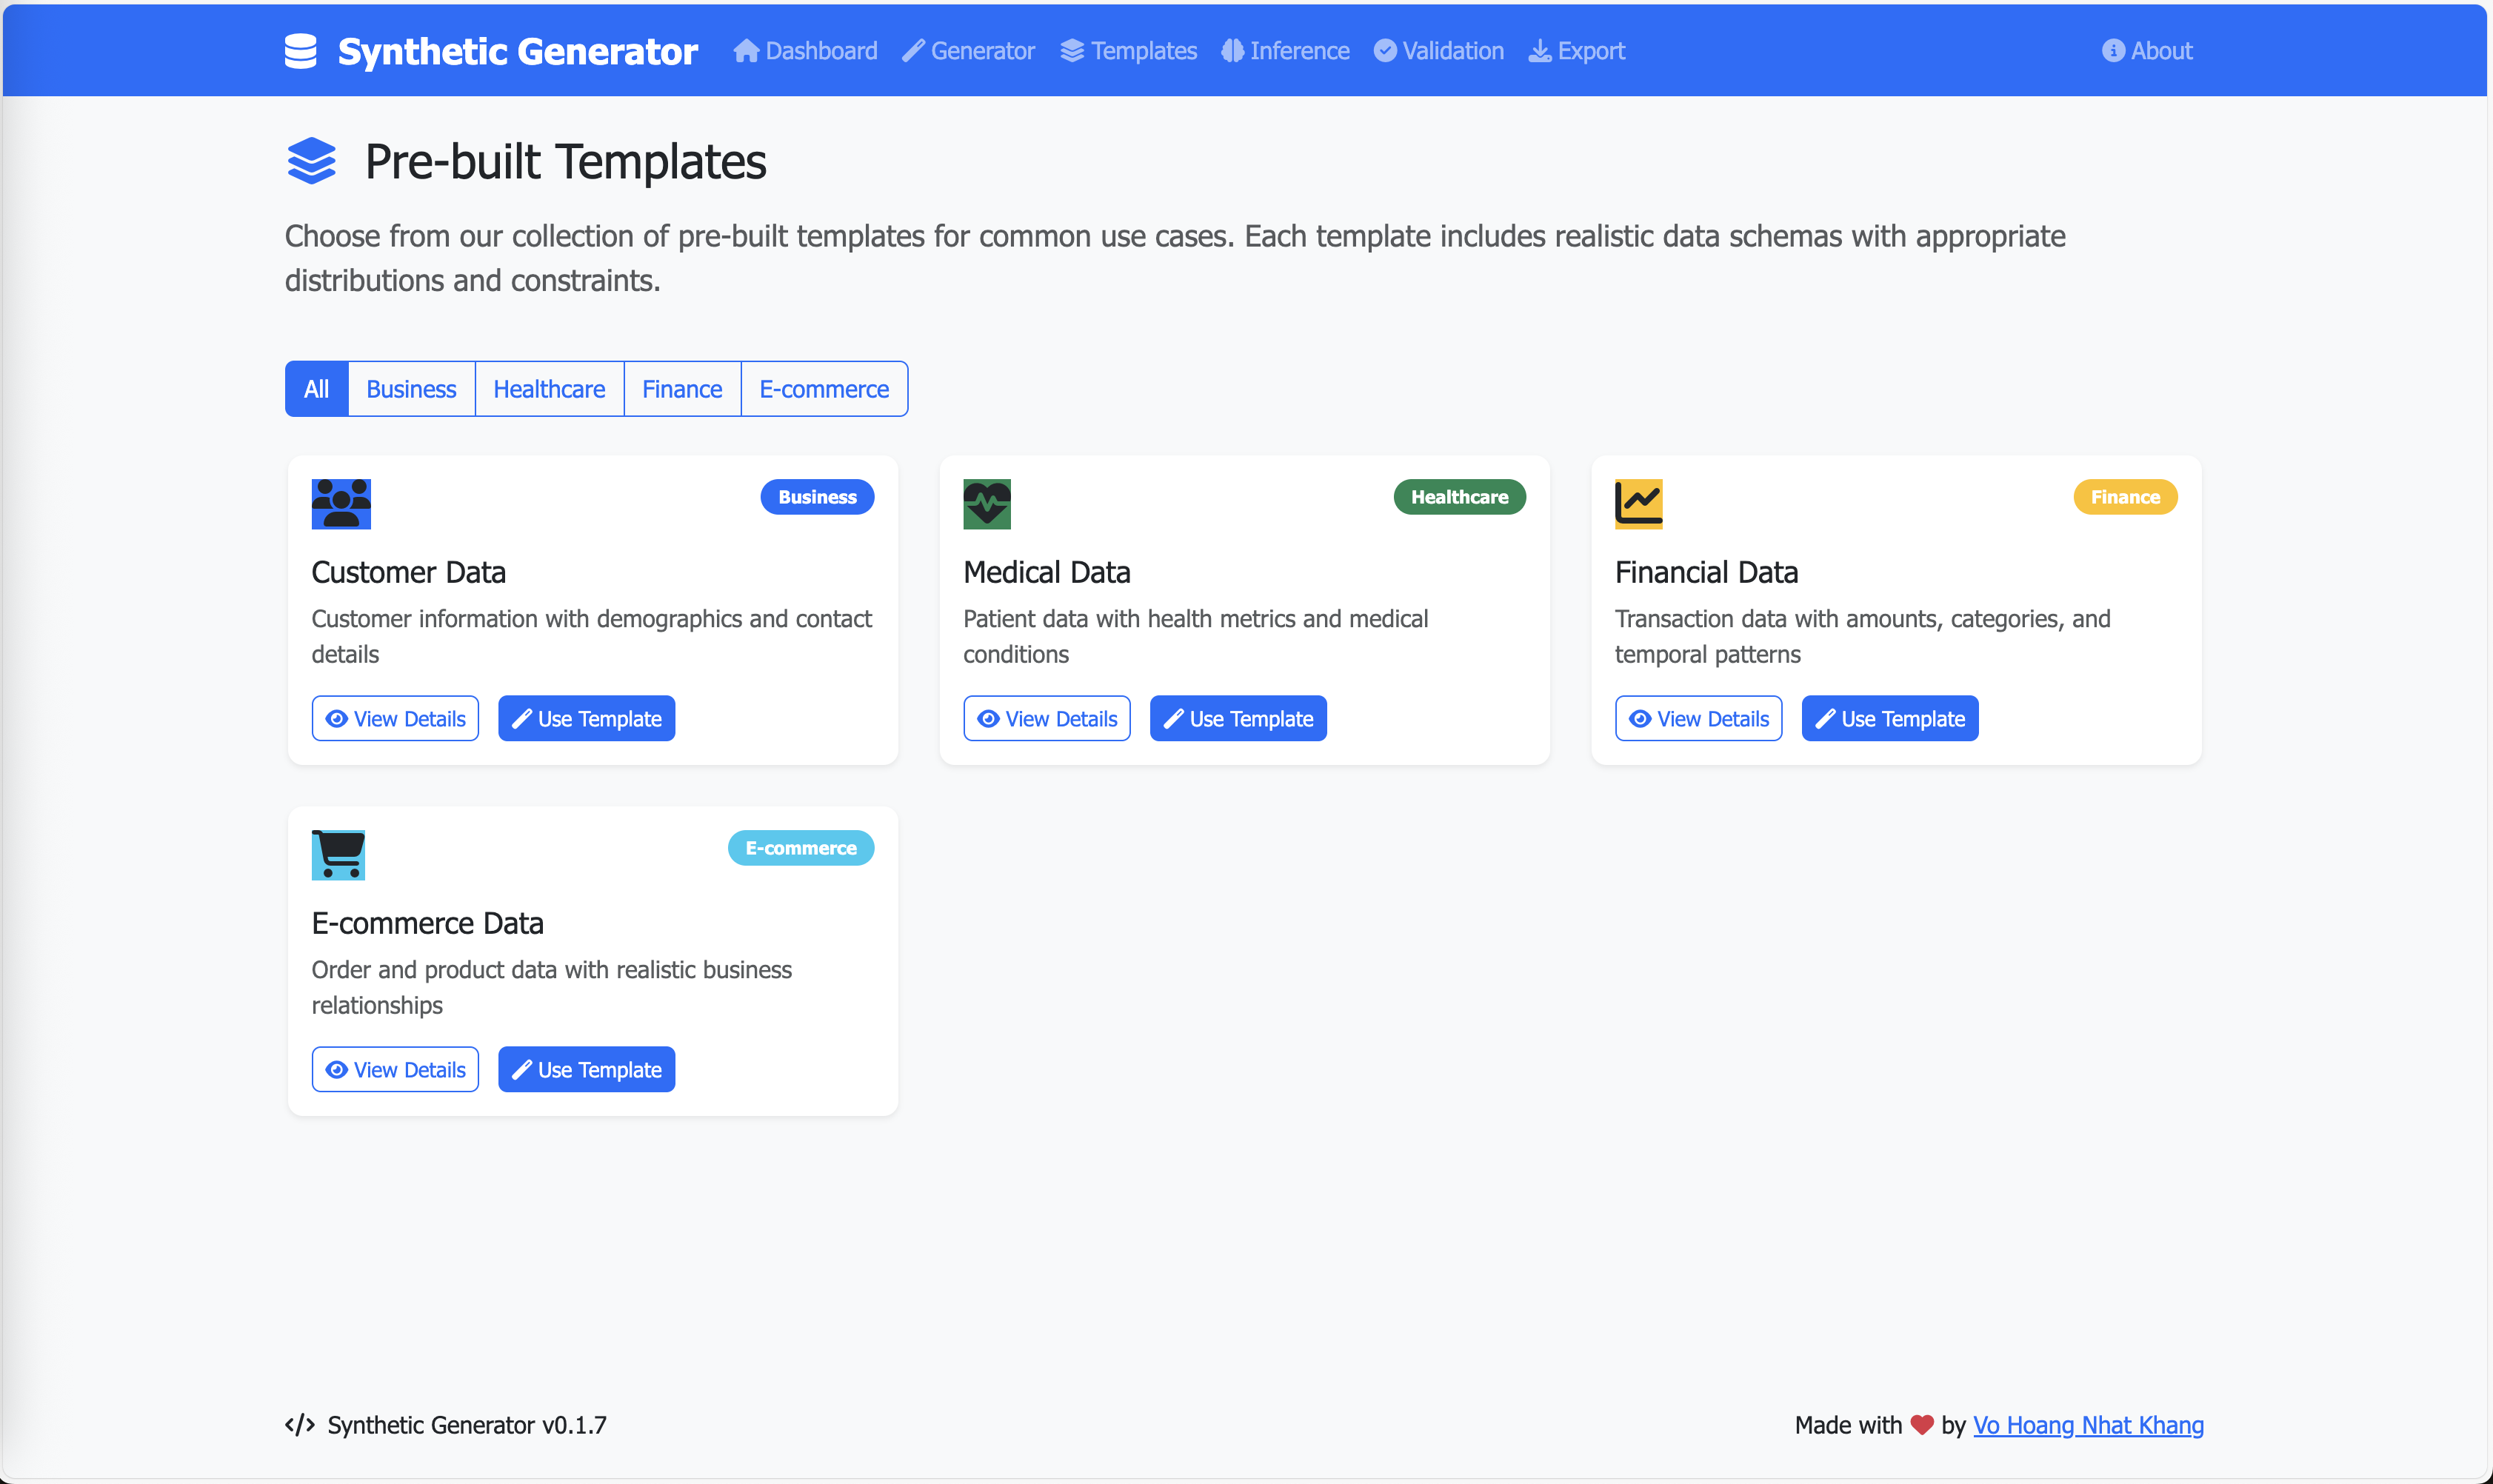 Synthetic Generator Dashboard Generator Templates Inference Validation Export About
Pre-built Templates
Choose from our collection of pre-built templates for common use cases. Each template includes realistic data schemas with appropriate
distributions and constraints.
All Business Healthcare Finance E-commerce
Business
Customer Data
Customer information with demographics and contact
details
View Details Use Template
Healthcare
Medical Data
Patient data with health metrics and medical
conditions
View Details Use Template
Finance
Financial Data
Transaction data with amounts, categories, and
temporal patterns
View Details Use Template
E-commerce
E-commerce Data
Order and product data with realistic business
relationships
View Details Use Template
</> Synthetic Generator v0.1.7
Made with ❤ by Vo Hoang Nhat Khang